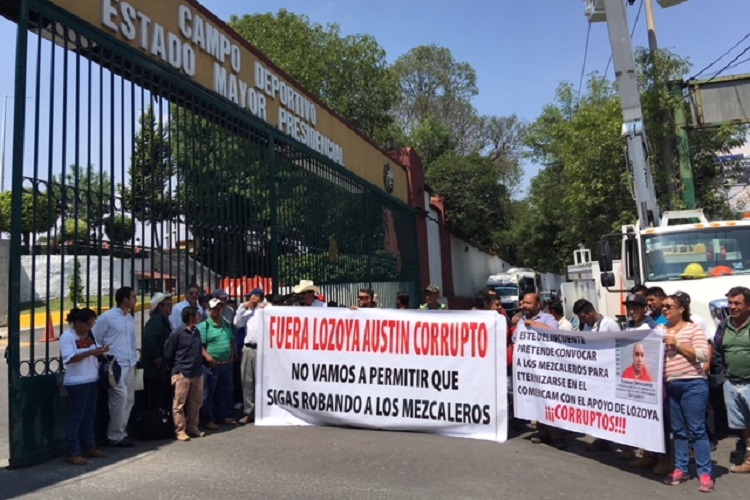 CAMPO DEPORTIVO
ESTADO MAYOR PRESIDENCIAL
FUERA LOZOYA AUSTIN CORRUPTO
NO VAMOS A PERMITIR QUE
SIGAS ROBANDO A LOS MEZCALEROS
ESTE DELINCUENTE
PRETENDE CONVOCAR
A LOS MEZCALEROS PARA
ETERNIZARSE EN EL
COMERCAM CON EL APOYO DE LOZOYA
¡¡¡CORRUPTOS!!!